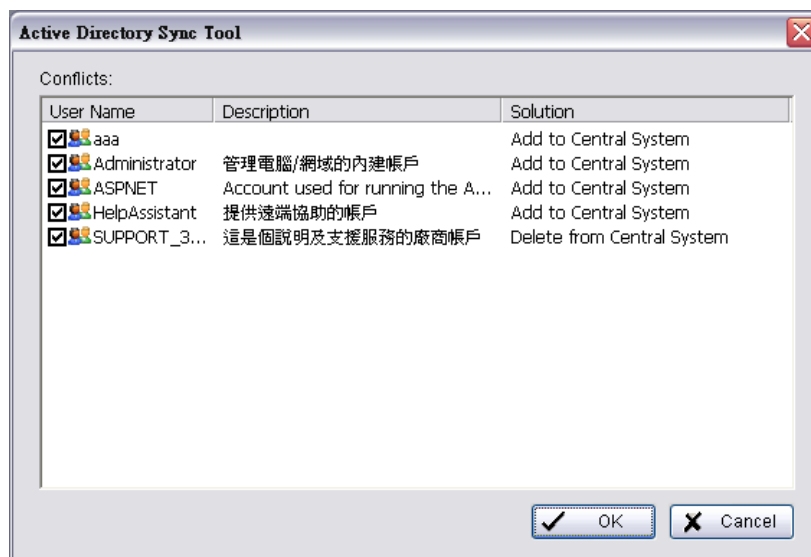 Active Directory Sync Tool
Conflicts:
User Name Description Solution
aaa Add to Central System
Administrator 管理電腦/網域的內建帳戶 Add to Central System
ASPNET Account used for running the A... Add to Central System
HelpAssistant 提供遠端協助的帳戶 Add to Central System
SUPPORT_3... 這是個說明及支援服務的廠商帳戶 Delete from Central System
OK Cancel